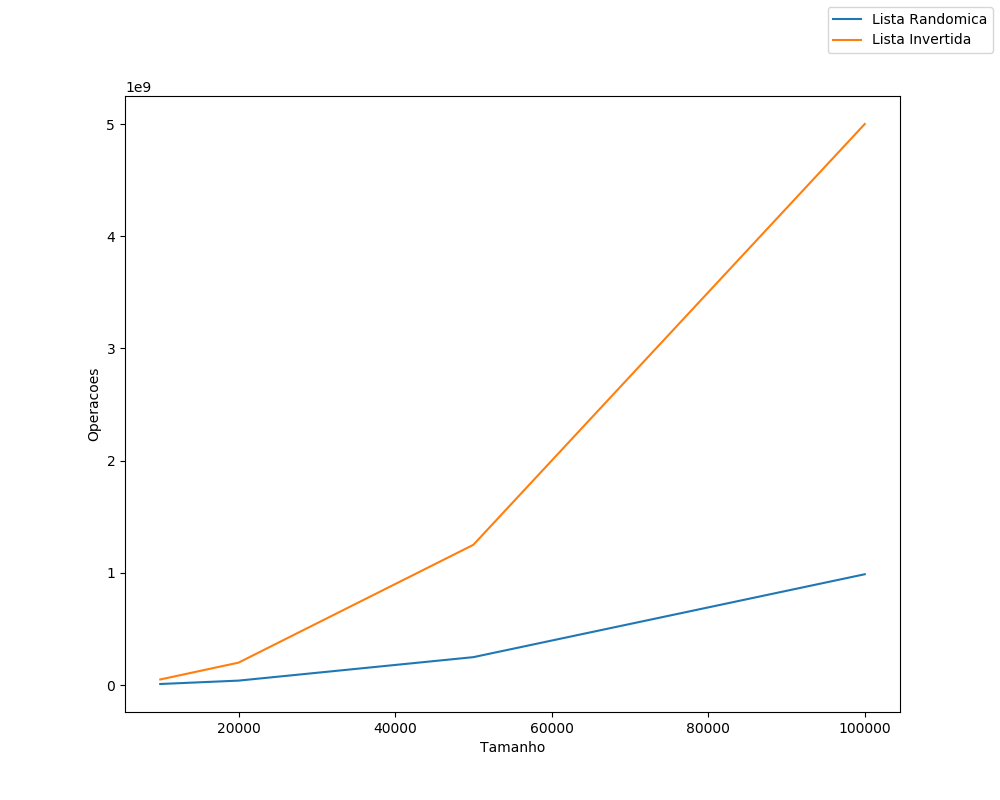 Lista Randomica
Lista Invertida
1e9
5
4
3
2
1
0
Operacoes
20000
40000
60000
80000
100000
Tamanho